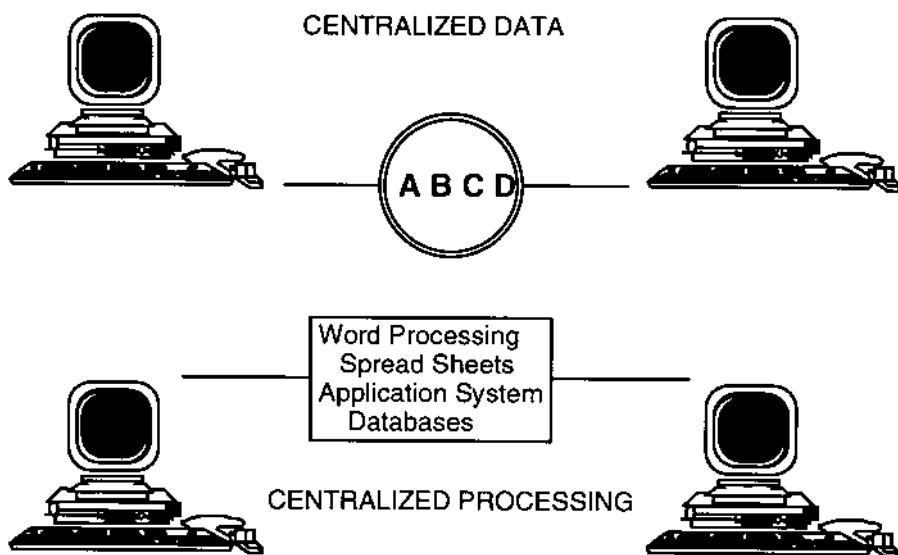 CENTRALIZED DATA
A B C D
Word Processing
Spread Sheets
Application System
Databases
CENTRALIZED PROCESSING